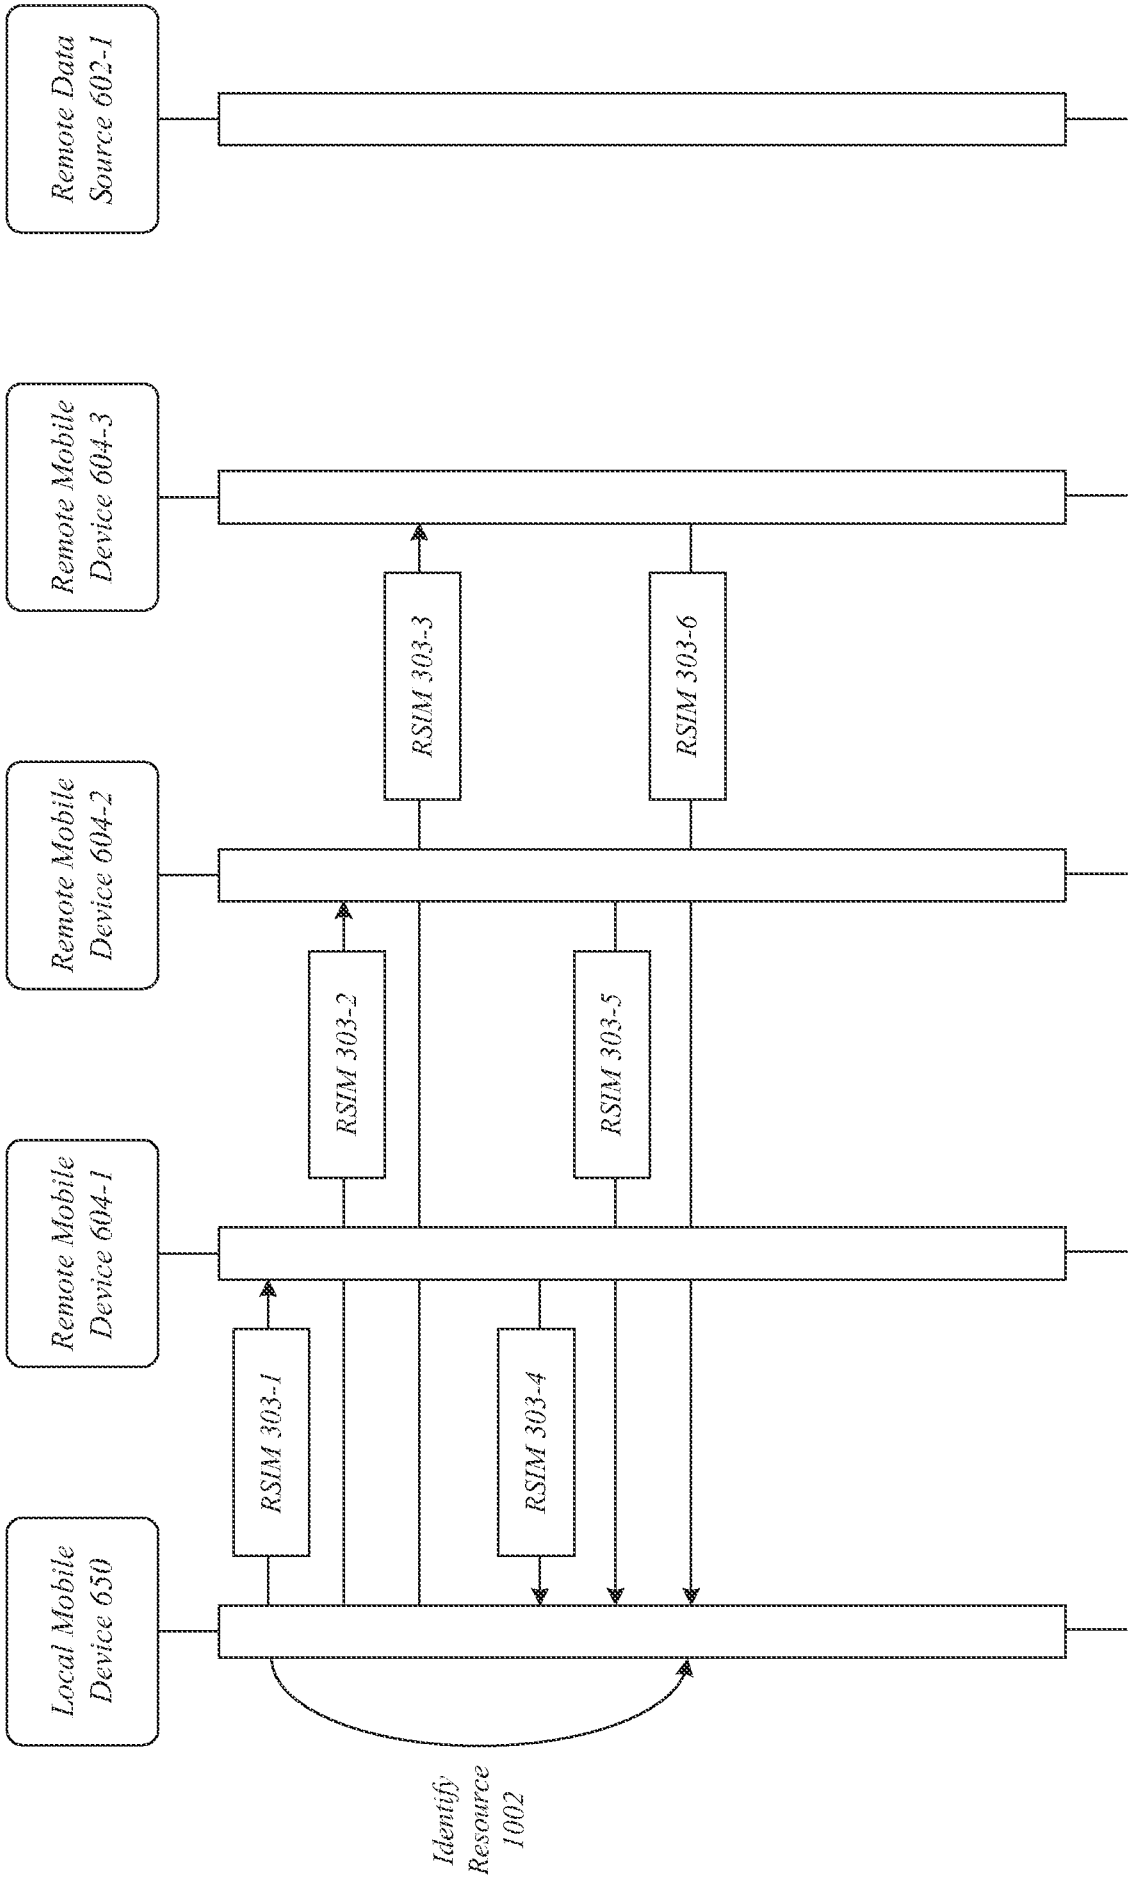 Local Mobile
Device 650
Remote Mobile
Device 604-1
Remote Mobile
Device 604-2
Remote Mobile
Device 604-3
Remote Data
Source 602-1
RSIM 303-1
RSIM 303-2
RSIM 303-3
Identify
Resource
1002
RSIM 303-4
RSIM 303-5
RSIM 303-6